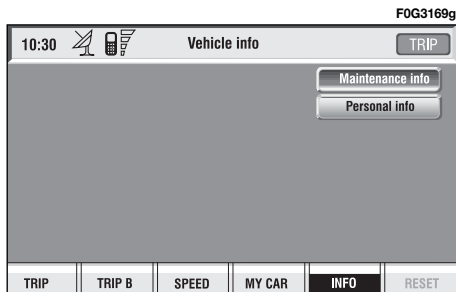 F0G3169g
10:30 Vehicle info TRIP
Maintenance info
Personal info
TRIP TRIP B SPEED MY CAR INFO RESET